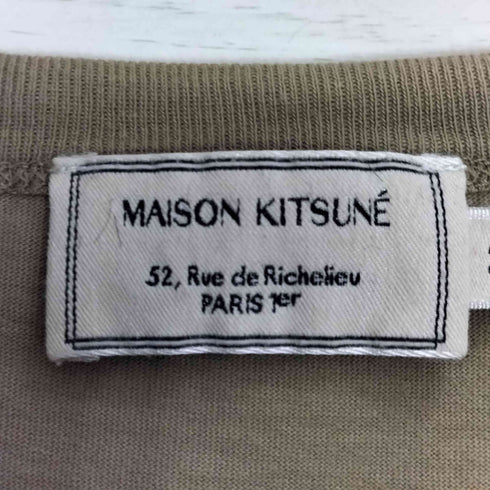 MAISON KITSUNÉ
52, Rue de Richelieu
PARIS 1er